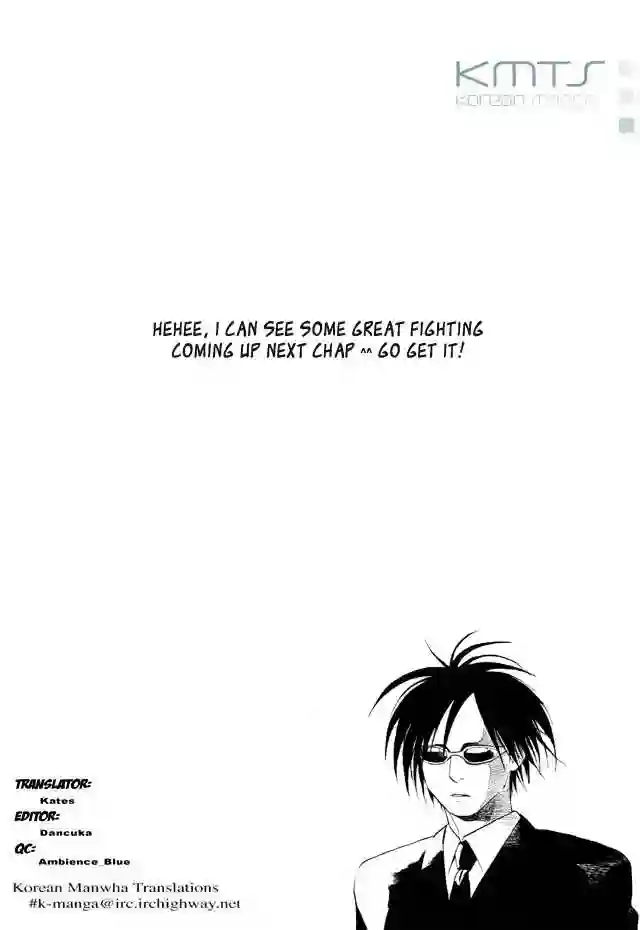 KMTS
Korean
HEHEE, I CAN SEE SOME GREAT FIGHTING
COMING UP NEXT CHAP ^^ GO GET IT!
TRANSLATOR:
Kates
EDITOR:
Dancuka
QC:
Ambience_Blue
Korean Manwha Translations
#k-manga@irc.irchighway.net